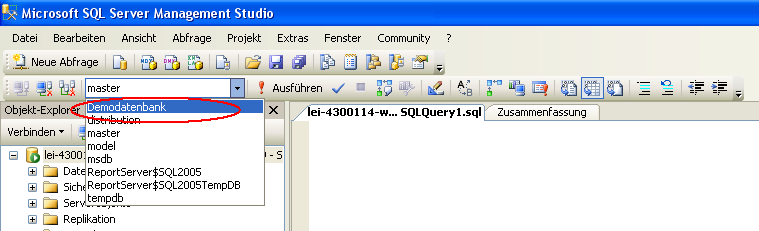 Microsoft SQL Server Management Studio
Datei Bearbeiten Ansicht Abfrage Projekt Extras Fenster Community ?
Neue Abfrage
master Ausführen
Demodatenbank
Objekt-Explorer lei-4300114-w... SQLQuery1.sql Zusammenfassung
distribution
Verbinden master
model
lei-4300 - S
msdb
Date
ReportServer$SQL2005
Siche
ReportServer$SQL2005TempDB
tempdb
Serverobjekte
Replikation